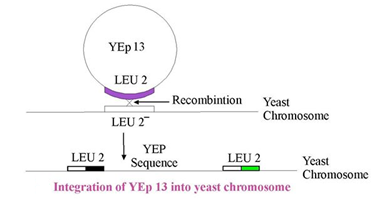 YEp 13
LEU 2
Recombintion
Yeast
Chromosome
LEU 2⁻
YEP
Sequence
LEU 2
LEU 2
Yeast
Chromosome
Integration of YEp 13 into yeast chromosome